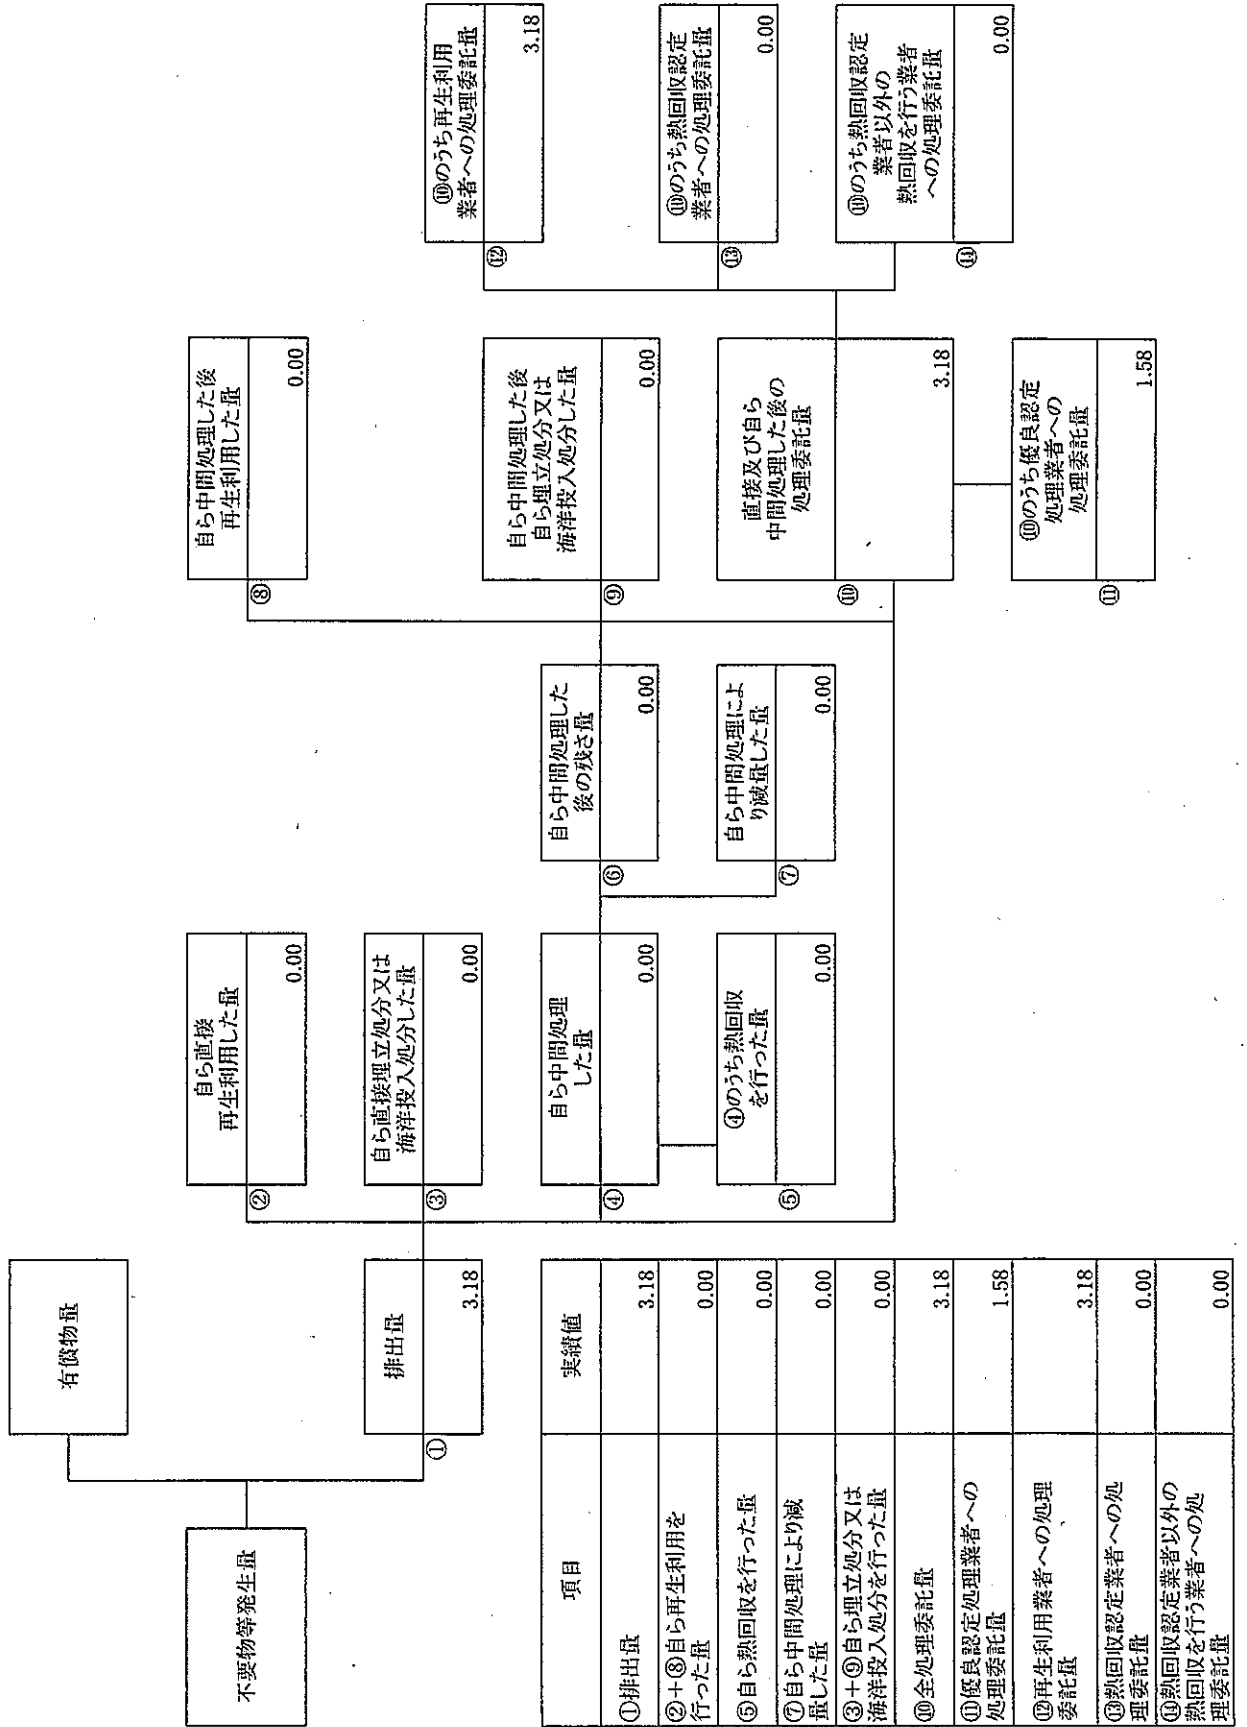 不要物等発生量
有償物量
①
排出量
3.18
②
自ら直接
再生利用した量
0.00
③
自ら直接埋立処分又は
海洋投入処分した量
0.00
④
自ら中間処理
した量
0.00
⑤
④のうち熱回収
を行った量
0.00
⑥
自ら中間処理した
後の残さ量
0.00
⑦
自ら中間処理によ
り減量した量
0.00
⑧
自ら中間処理した後
再生利用した量
0.00
⑨
自ら中間処理した後
自ら埋立処分又は
海洋投入処分した量
0.00
⑩
直接及び自ら
中間処理した後の
処理委託量
3.18
⑪
⑩のうち優良認定
処理業者への
処理委託量
1.58
⑫
⑩のうち再生利用
業者への処理委託量
3.18
⑬
⑩のうち熱回収認定
業者への処理委託量
0.00
⑭
⑩のうち熱回収認定
業者以外の
熱回収を行う業者
への処理委託量
0.00
項目 実績値
①排出量 3.18
②+⑧自ら再生利用を
行った量 0.00
⑤自ら熱回収を行った量 0.00
⑦自ら中間処理により減
量した量 0.00
③+⑨自ら埋立処分又は
海洋投入処分を行った量 0.00
⑩全処理委託量 3.18
⑪優良認定処理業者への
処理委託量 1.58
⑫再生利用業者への処理
委託量 3.18
⑬熱回収認定業者への処
理委託量 0.00
⑭熱回収認定業者以外の
熱回収を行う業者への処
理委託量 0.00